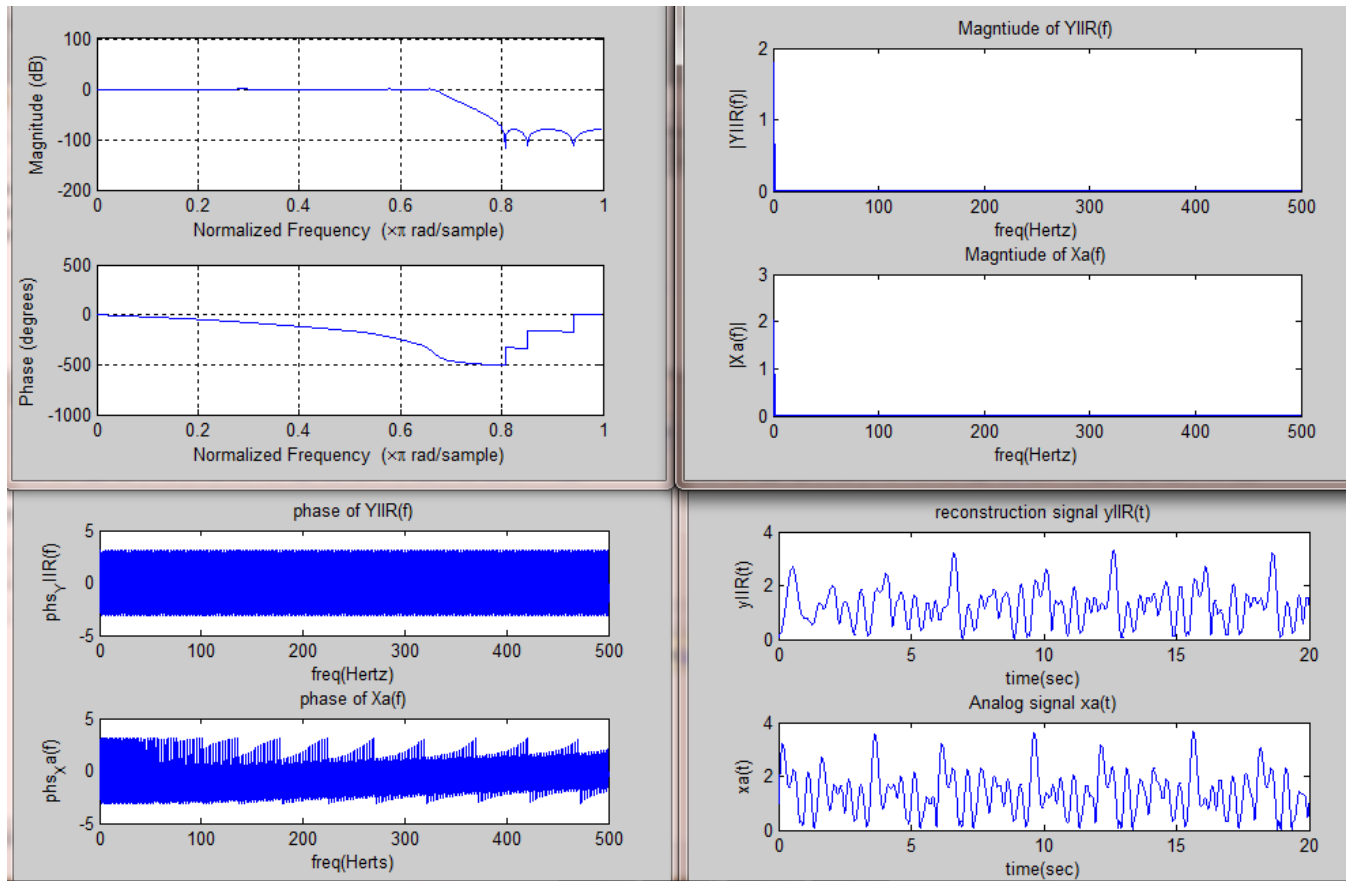 Magnitude (dB)
100
0
-100
-200
0 0.2 0.4 0.6 0.8 1
Normalized Frequency (×π rad/sample)
Phase (degrees)
500
0
-500
-1000
0 0.2 0.4 0.6 0.8 1
Normalized Frequency (×π rad/sample)
Magntiude of YIIR(f)
|YIIR(f)|
2
1
0
0 100 200 300 400 500
freq(Hertz)
Magntiude of Xa(f)
|Xa(f)|
3
2
1
0
0 100 200 300 400 500
freq(Hertz)
phase of YIIR(f)
phsYIIR(f)
5
0
-5
0 100 200 300 400 500
freq(Hertz)
phase of Xa(f)
phsXa(f)
5
0
-5
0 100 200 300 400 500
freq(Herts)
reconstruction signal yIIR(t)
yIIR(t)
4
2
0
0 5 10 15 20
time(sec)
Analog signal xa(t)
xa(t)
4
2
0
0 5 10 15 20
time(sec)